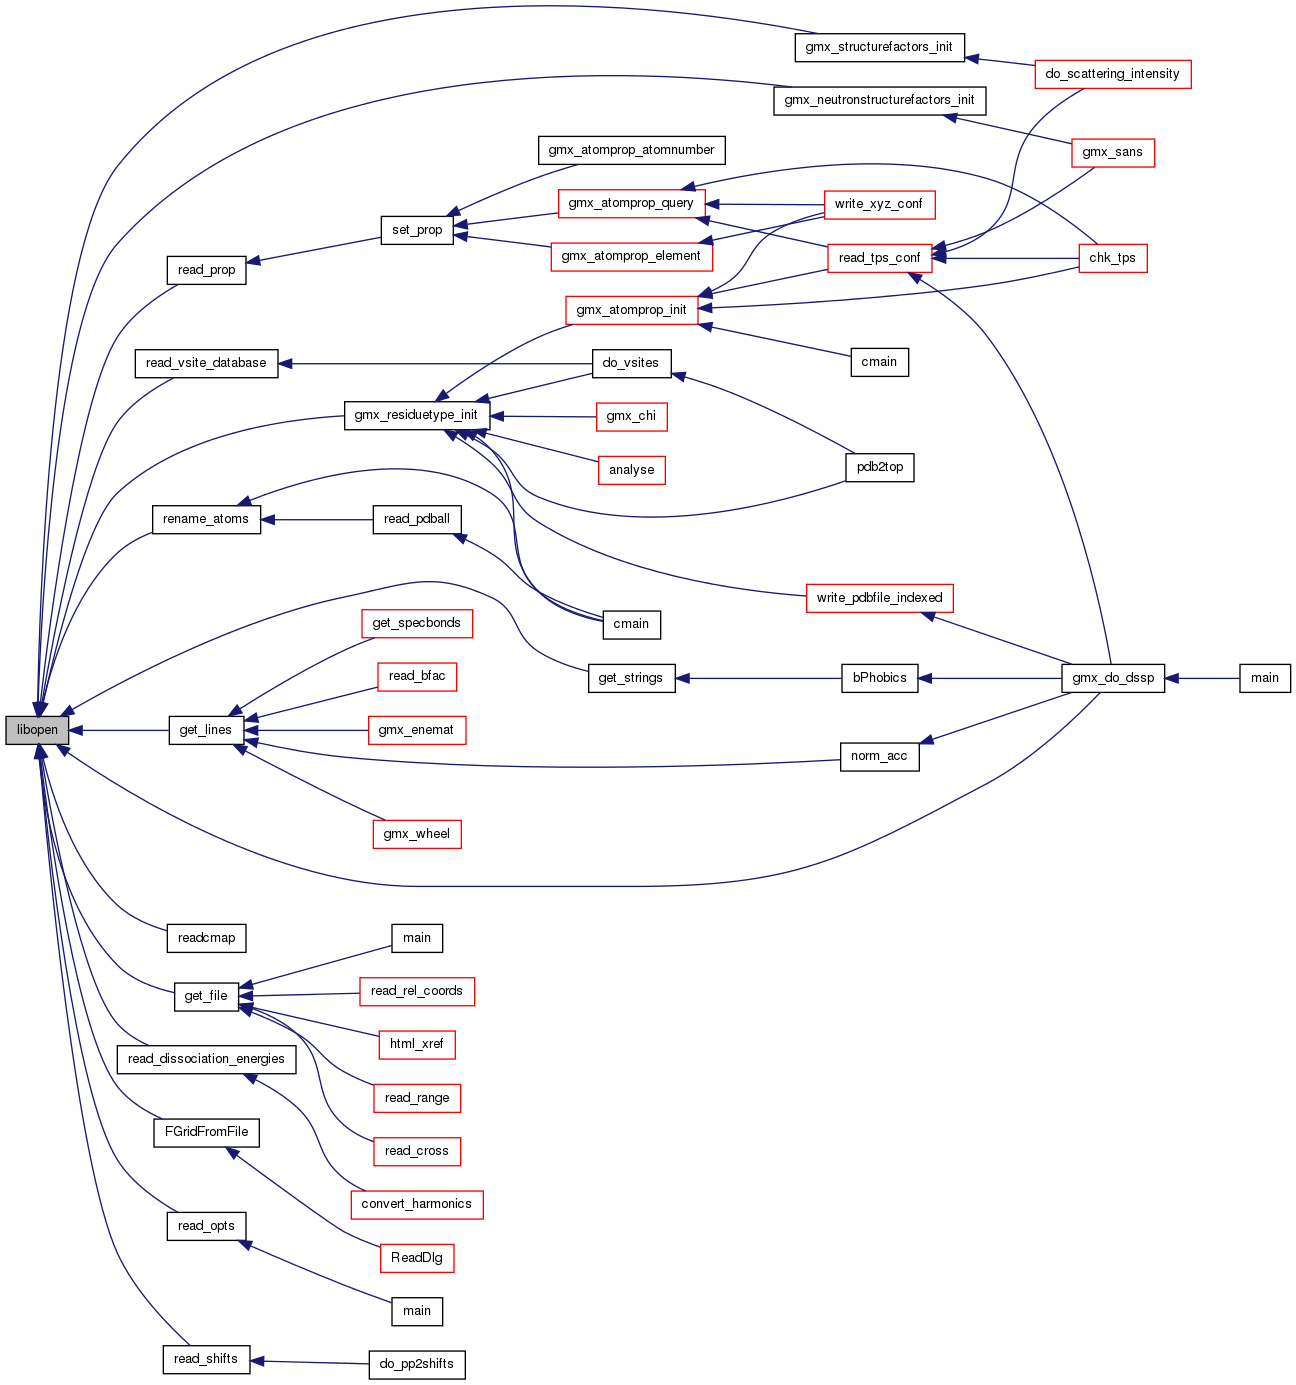 gmx_structurefactors_init
do_scattering_intensity
gmx_neutronstructurefactors_init
gmx_atomprop_atomnumber
gmx_sans
gmx_atomprop_query
write_xyz_conf
set_prop
gmx_atomprop_element
read_tps_conf
chk_tps
read_prop
gmx_atomprop_init
read_vsite_database
do_vsites
cmain
gmx_residuetype_init
gmx_chi
analyse
pdb2top
rename_atoms
read_pdball
write_pdbfile_indexed
get_specbonds
cmain
read_bfac
get_strings
bPhobics
gmx_do_dssp
main
libopen
get_lines
gmx_enemat
norm_acc
gmx_wheel
readcmap
main
get_file
read_rel_coords
html_xref
read_dissociation_energies
read_range
FGridFromFile
read_cross
convert_harmonics
read_opts
ReadDlg
main
read_shifts
do_pp2shifts